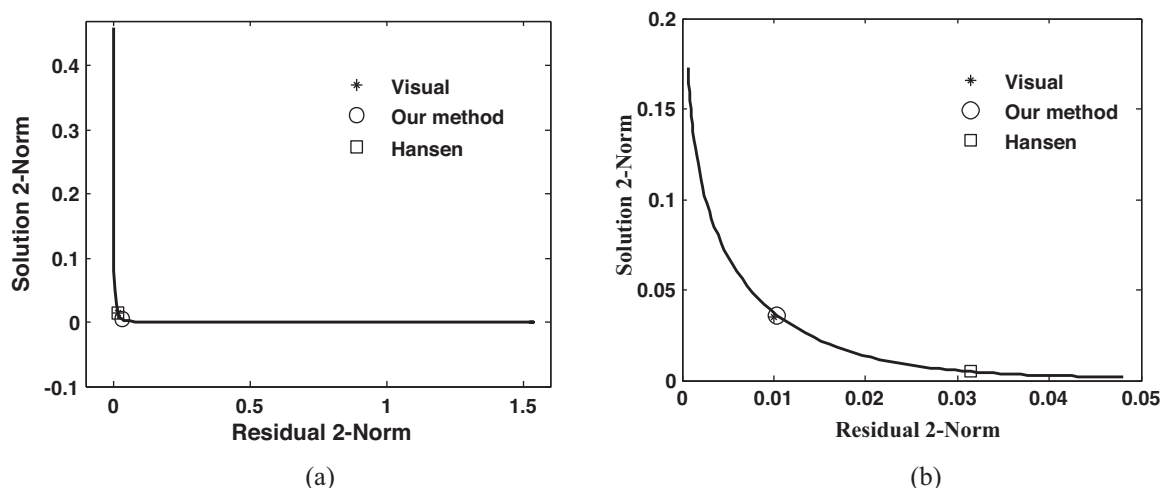 Solution 2-Norm
0.4
0.3
0.2
0.1
0
-0.1
0
0.5
1
1.5
Residual 2-Norm
Visual
Our method
Hansen
(a)
Solution 2-Norm
0.2
0.15
0.1
0.05
0
0
0.01
0.02
0.03
0.04
0.05
Residual 2-Norm
Visual
Our method
Hansen
(b)